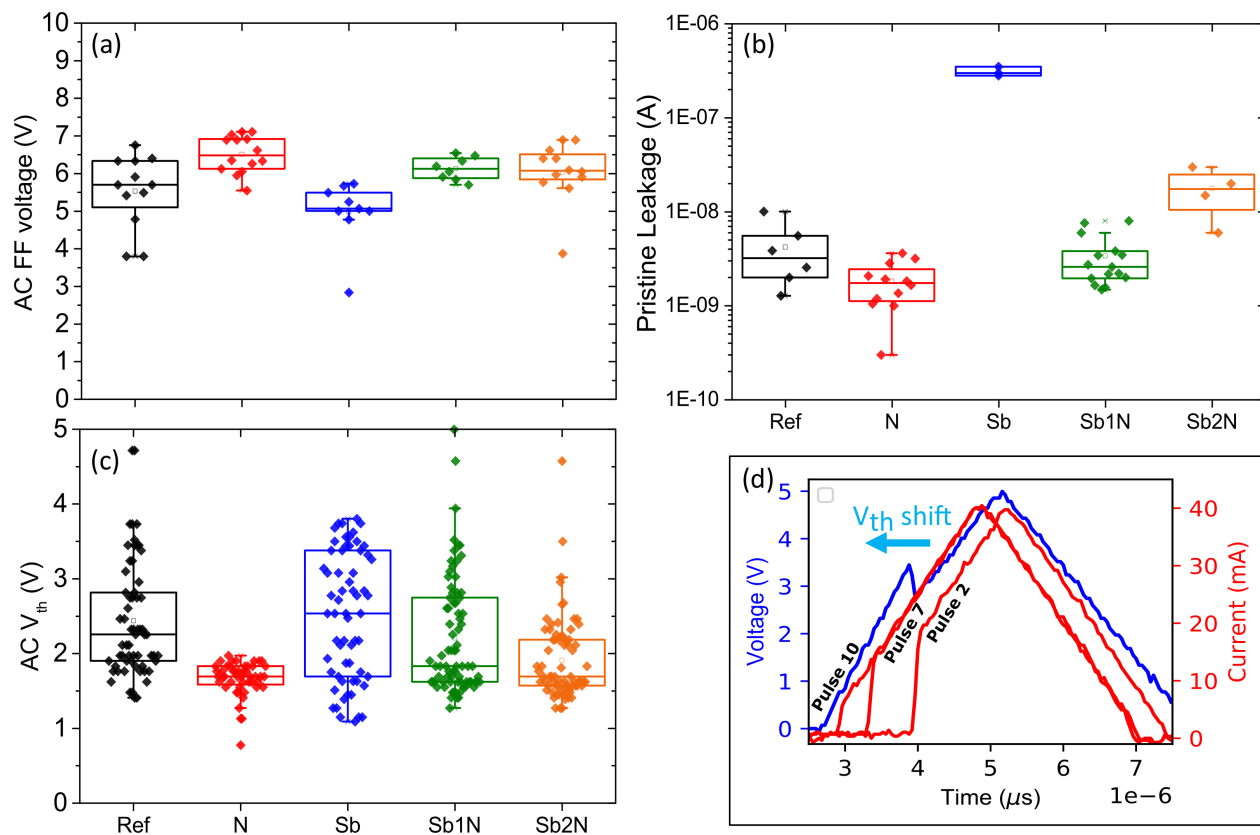 (a)
AC FF voltage (V)
10
9
8
7
6
5
4
3
2
1
0
(b)
Pristine Leakage (A)
1E-06
1E-07
1E-08
1E-09
1E-10
Ref N Sb Sb1N Sb2N
(c)
AC Vth (V)
5
4
3
2
1
0
Ref N Sb Sb1N Sb2N
(d)
Vth shift
Pulse 10
Pulse 7
Pulse 2
Voltage (V)
5
4
3
2
1
0
Current (mA)
40
30
20
10
0
3 4 5 6 7
Time (μs)
1e−6